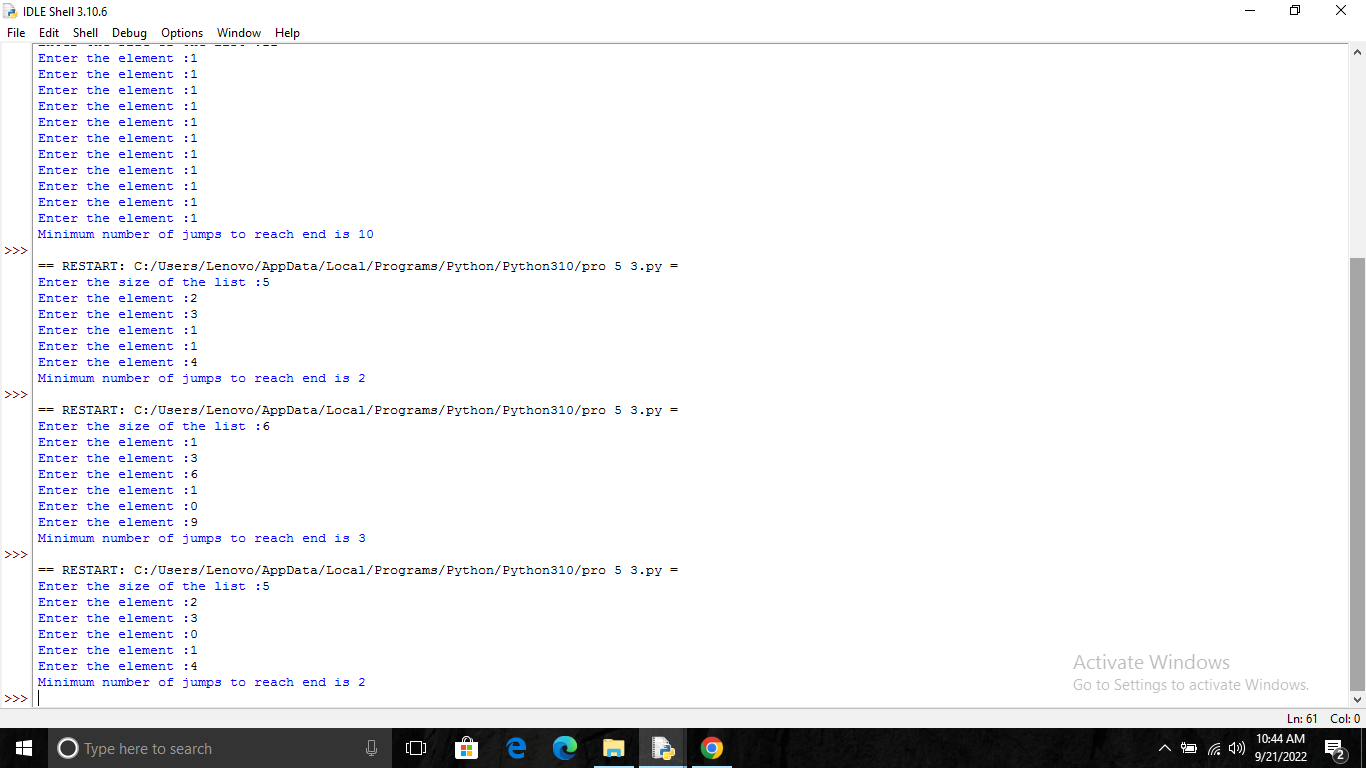 IDLE Shell 3.10.6
File Edit Shell Debug Options Window Help
Enter the element :1
Enter the element :1
Enter the element :1
Enter the element :1
Enter the element :1
Enter the element :1
Enter the element :1
Enter the element :1
Enter the element :1
Enter the element :1
Enter the element :1
Minimum number of jumps to reach end is 10
>>>
== RESTART: C:/Users/Lenovo/AppData/Local/Programs/Python/Python310/pro 5 3.py =
Enter the size of the list :5
Enter the element :2
Enter the element :3
Enter the element :1
Enter the element :1
Enter the element :4
Minimum number of jumps to reach end is 2
>>>
== RESTART: C:/Users/Lenovo/AppData/Local/Programs/Python/Python310/pro 5 3.py =
Enter the size of the list :6
Enter the element :1
Enter the element :3
Enter the element :6
Enter the element :1
Enter the element :0
Enter the element :9
Minimum number of jumps to reach end is 3
>>>
== RESTART: C:/Users/Lenovo/AppData/Local/Programs/Python/Python310/pro 5 3.py =
Enter the size of the list :5
Enter the element :2
Enter the element :3
Enter the element :0
Enter the element :1
Enter the element :4
Minimum number of jumps to reach end is 2
>>>
Activate Windows
Go to Settings to activate Windows.
Ln: 61 Col: 0
Type here to search
10:44 AM
9/21/2022
2